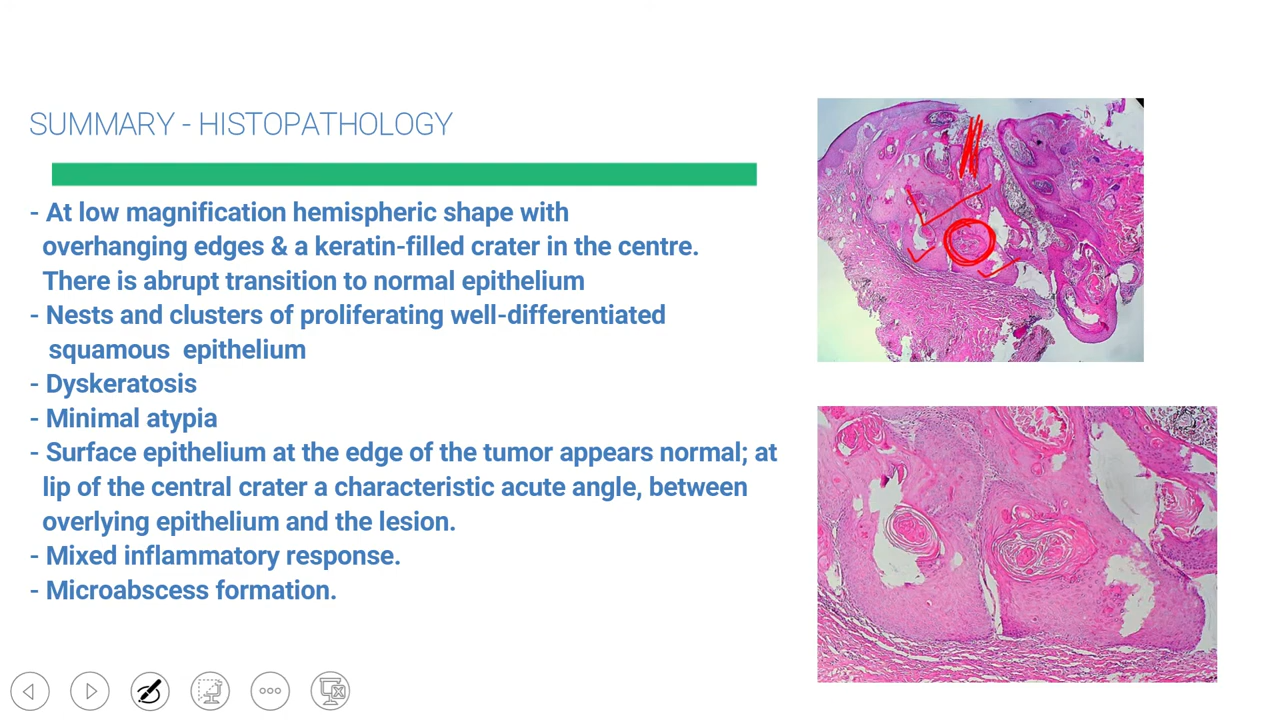 SUMMARY - HISTOPATHOLOGY
- At low magnification hemispheric shape with
overhanging edges & a keratin-filled crater in the centre.
There is abrupt transition to normal epithelium
- Nests and clusters of proliferating well-differentiated
squamous epithelium
- Dyskeratosis
- Minimal atypia
- Surface epithelium at the edge of the tumor appears normal; at
lip of the central crater a characteristic acute angle, between
overlying epithelium and the lesion.
- Mixed inflammatory response.
- Microabscess formation.